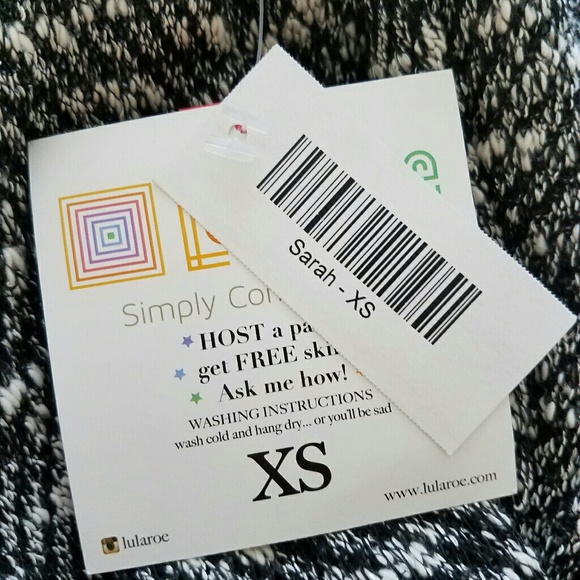 Sarah - XS
Simply
HOST a
get FREE
Ask me how!
WASHING INSTRUCTIONS
wash cold and hang dry... or you'll be sad
XS
www.lularoe.com
lularoe